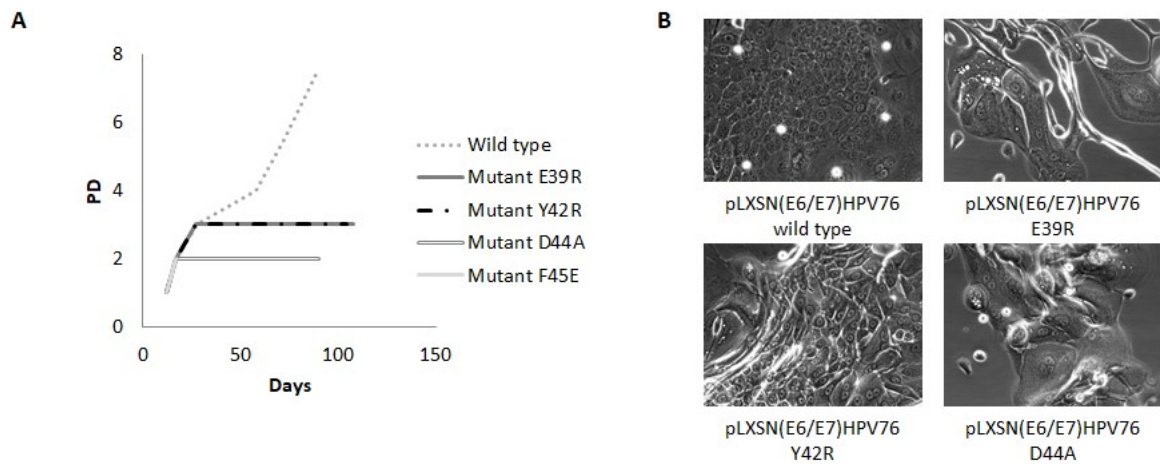 A
8
6
4
2
0
PD
0
50
100
150
Days
Wild type
Mutant E39R
Mutant Y42R
Mutant D44A
Mutant F45E
B
pLXSN(E6/E7)HPV76
wild type
pLXSN(E6/E7)HPV76
E39R
pLXSN(E6/E7)HPV76
Y42R
pLXSN(E6/E7)HPV76
D44A